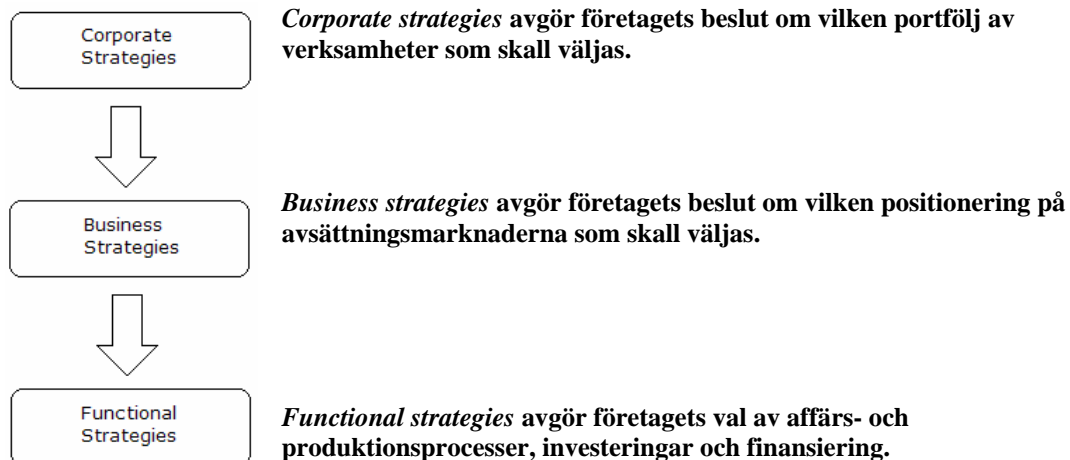 Corporate
Strategies
Corporate strategies avgör företagets beslut om vilken portfölj av
verksamheter som skall väljas.
Business
Strategies
Business strategies avgör företagets beslut om vilken positionering på
avsättningsmarknaderna som skall väljas.
Functional
Strategies
Functional strategies avgör företagets val av affärs- och
produktionsprocesser, investeringar och finansiering.